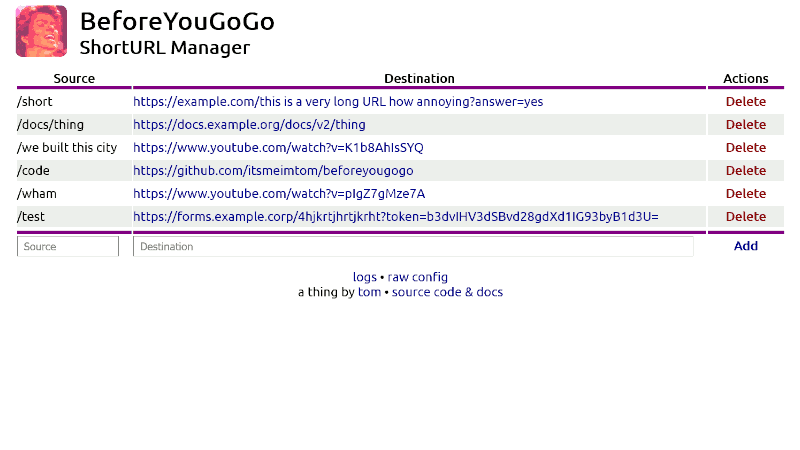 BeforeYouGoGo
ShortURL Manager
Source Destination Actions
/short https://example.com/this is a very long URL how annoying?answer=yes Delete
/docs/thing https://docs.example.org/docs/v2/thing Delete
/we built this city https://www.youtube.com/watch?v=K1b8AhIsSYQ Delete
/code https://github.com/itsmeimtom/beforeyougogo Delete
/wham https://www.youtube.com/watch?v=pIgZ7gMze7A Delete
/test https://forms.example.corp/4hjkrtjhrtjkrht?token=b3dvIHV3dSBvd28gdXd1IG93byB1d3U= Delete
Source Destination Add
logs • raw config
a thing by tom • source code & docs